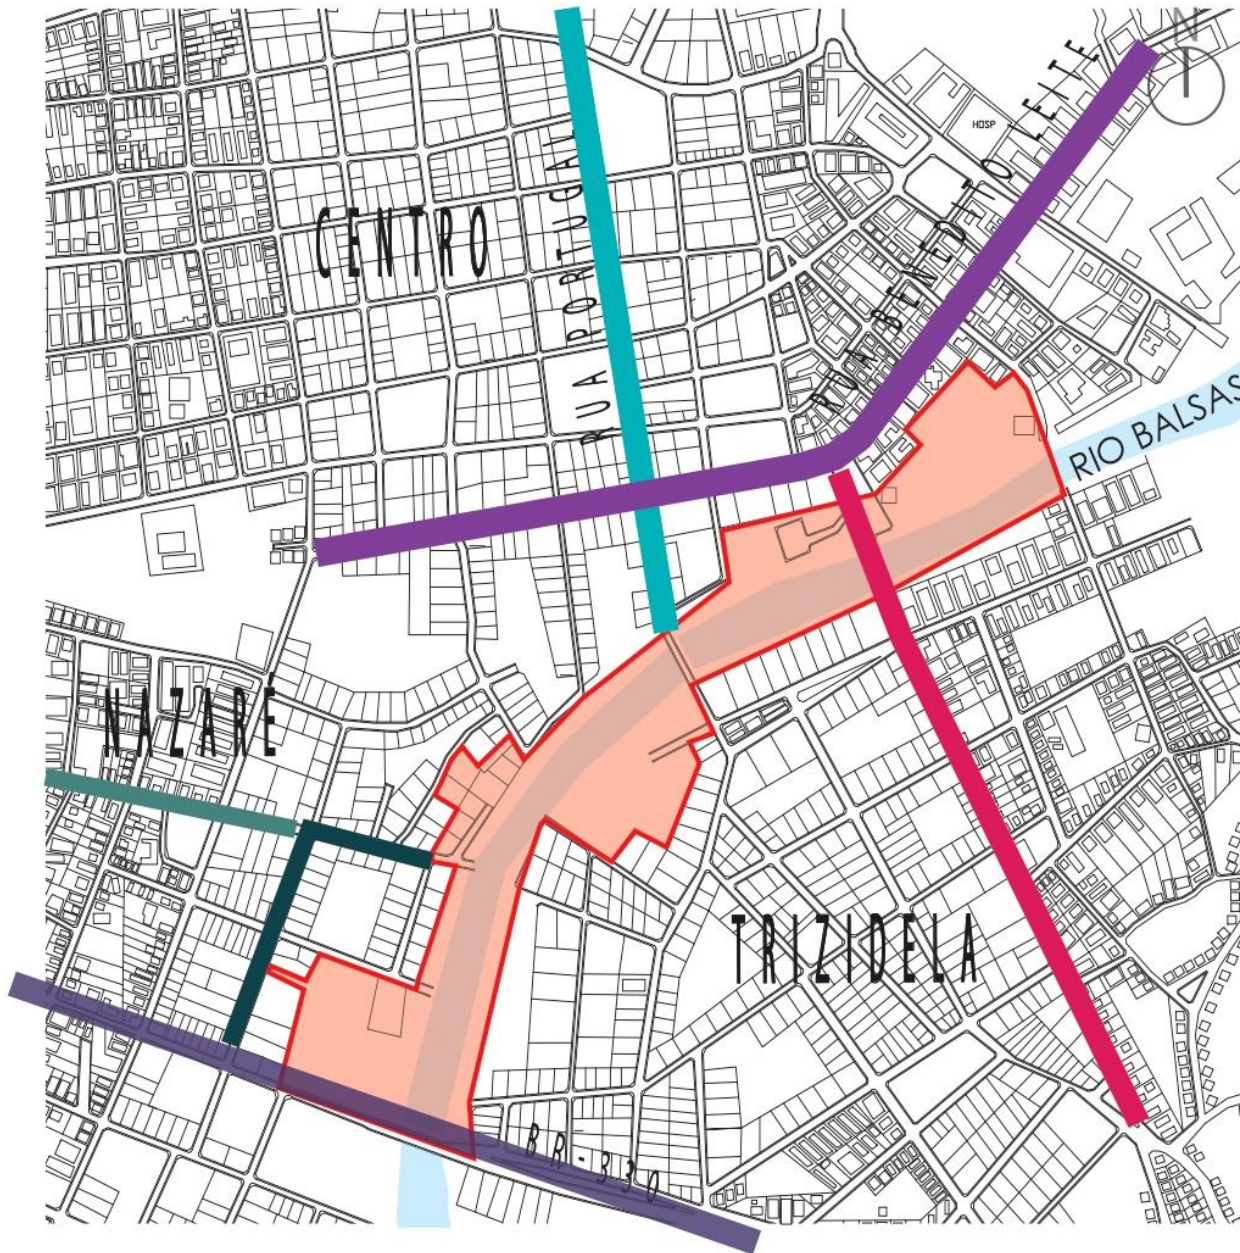 N
HOSP
RUA BENEDITO LEITE
CENTRO
RUA PORTUGAL
RIO BALSAS
NAZARÉ
TRIZIDELA
BR-330